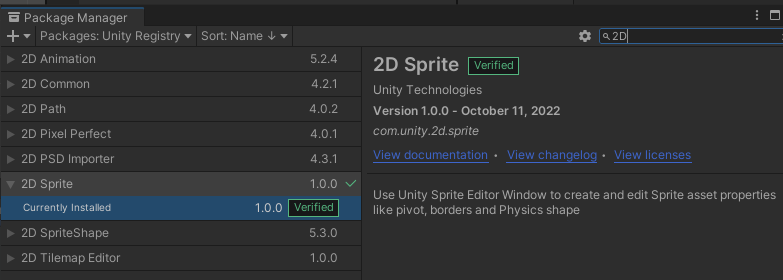 Package Manager
+ Packages: Unity Registry Sort: Name ↓ 2D
2D Animation 5.2.4
2D Common 4.2.1
2D Path 4.0.2
2D Pixel Perfect 4.0.1
2D PSD Importer 4.3.1
2D Sprite 1.0.0
Currently Installed 1.0.0 Verified
2D SpriteShape 5.3.0
2D Tilemap Editor 1.0.0
2D Sprite Verified
Unity Technologies
Version 1.0.0 - October 11, 2022
com.unity.2d.sprite
View documentation • View changelog • View licenses
Use Unity Sprite Editor Window to create and edit Sprite asset properties
like pivot, borders and Physics shape